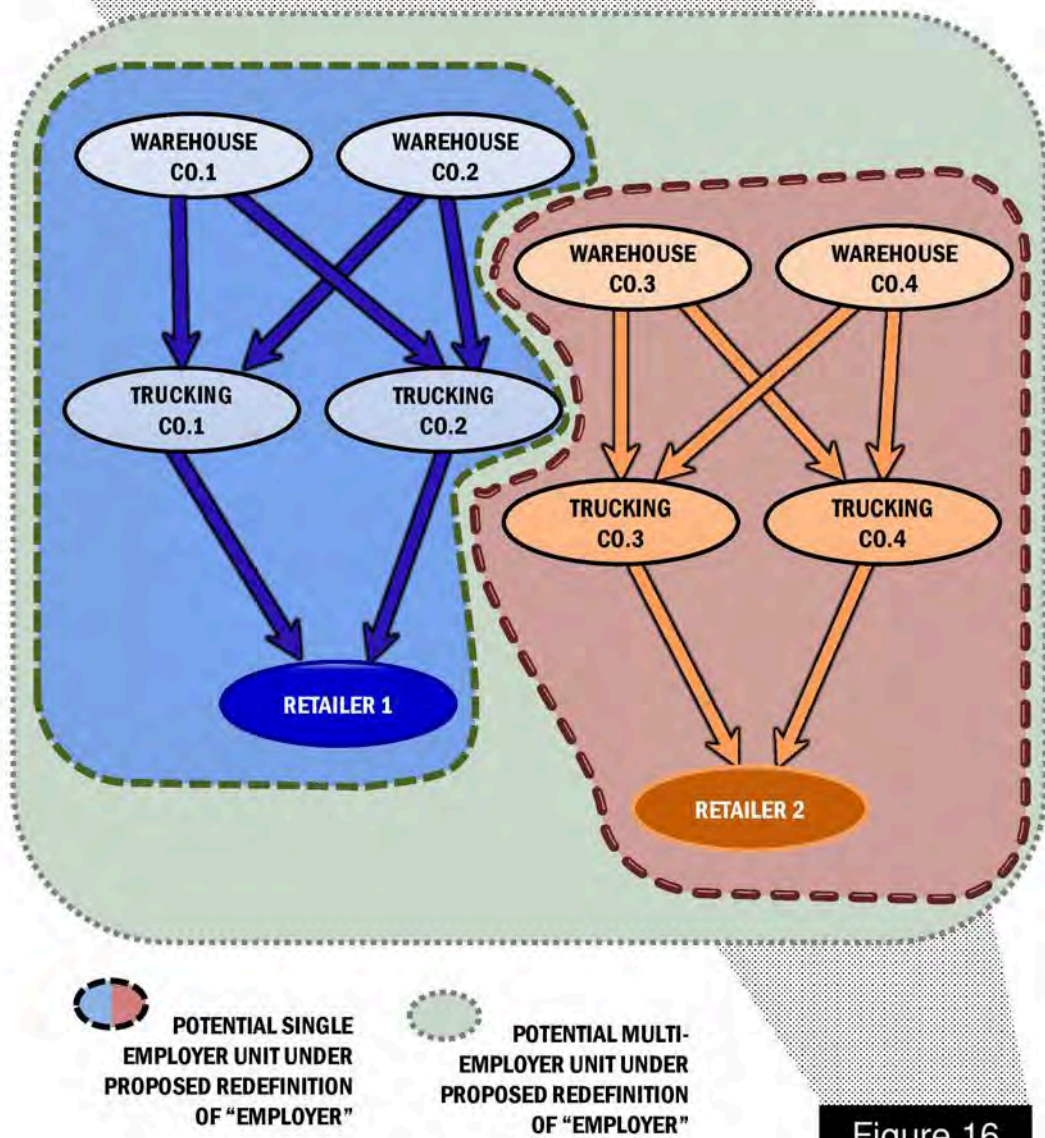 WAREHOUSE
CO.1
WAREHOUSE
CO.2
WAREHOUSE
CO.3
WAREHOUSE
CO.4
TRUCKING
CO.1
TRUCKING
CO.2
TRUCKING
CO.3
TRUCKING
CO.4
RETAILER 1
RETAILER 2
POTENTIAL SINGLE
EMPLOYER UNIT UNDER
PROPOSED REDEFINITION
OF “EMPLOYER”
POTENTIAL MULTI-
EMPLOYER UNIT UNDER
PROPOSED REDEFINITION
OF “EMPLOYER”
Figure 16